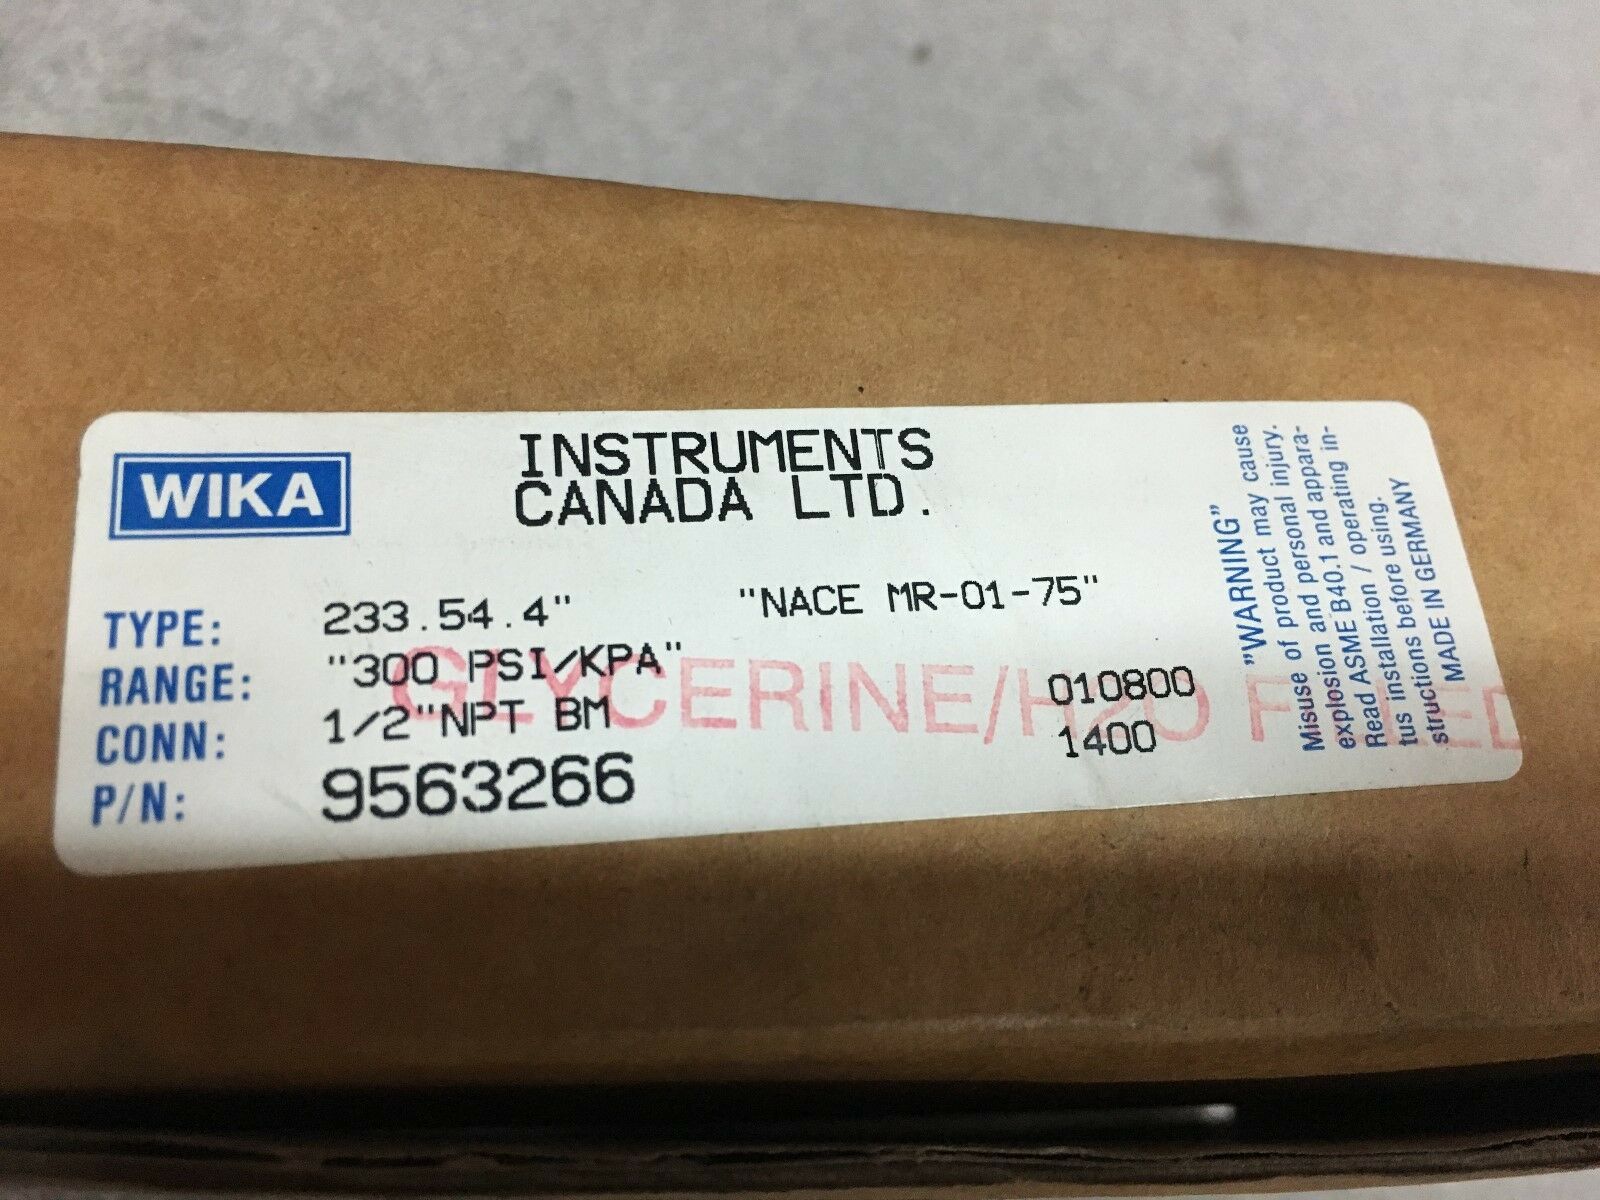 WIKA
INSTRUMENTS
CANADA LTD.
TYPE: 233.54.4" "NACE MR-01-75"
RANGE: "300 PSI/KPA" 010800
CONN: 1/2"NPT BM 1400
P/N: 9563266
GLYCERINE/H2O FILLED
"WARNING"
Misuse of product may cause
explosion and personal injury.
Read ASME B40.1 and appara-
tus installation / operating in-
structions before using.
MADE IN GERMANY